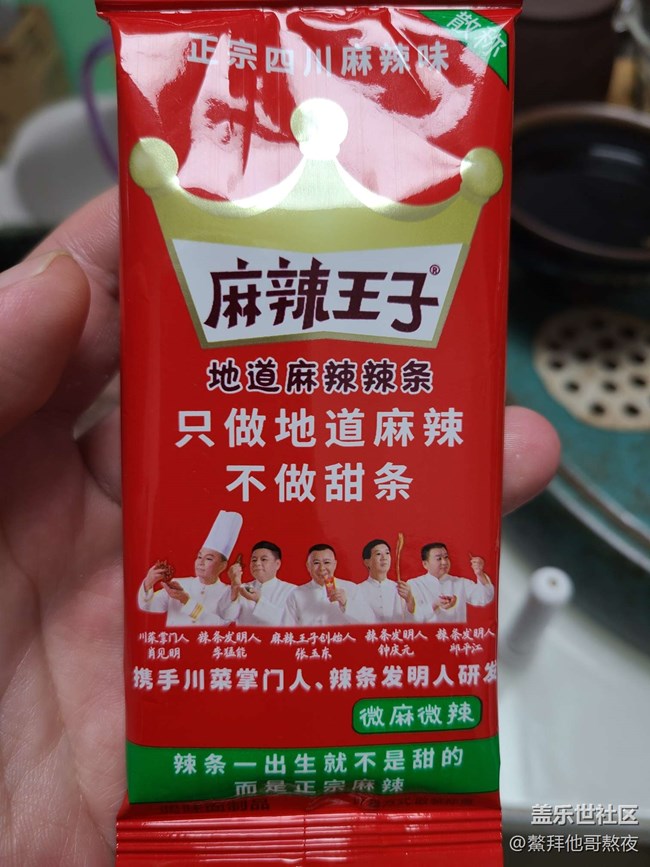 散称
正宗四川麻辣味
麻辣王子®
地道麻辣辣条
只做地道麻辣
不做甜条
川菜掌门人 辣条发明人 麻辣王子创始人 辣条发明人 辣条发明人
肖见明 李猛能 张玉东 钟庆元 邱平江
携手川菜掌门人、辣条发明人研发
微麻微辣
辣条一出生就不是甜的
而是正宗麻辣
盖乐世社区
@鰲拜他哥熬夜